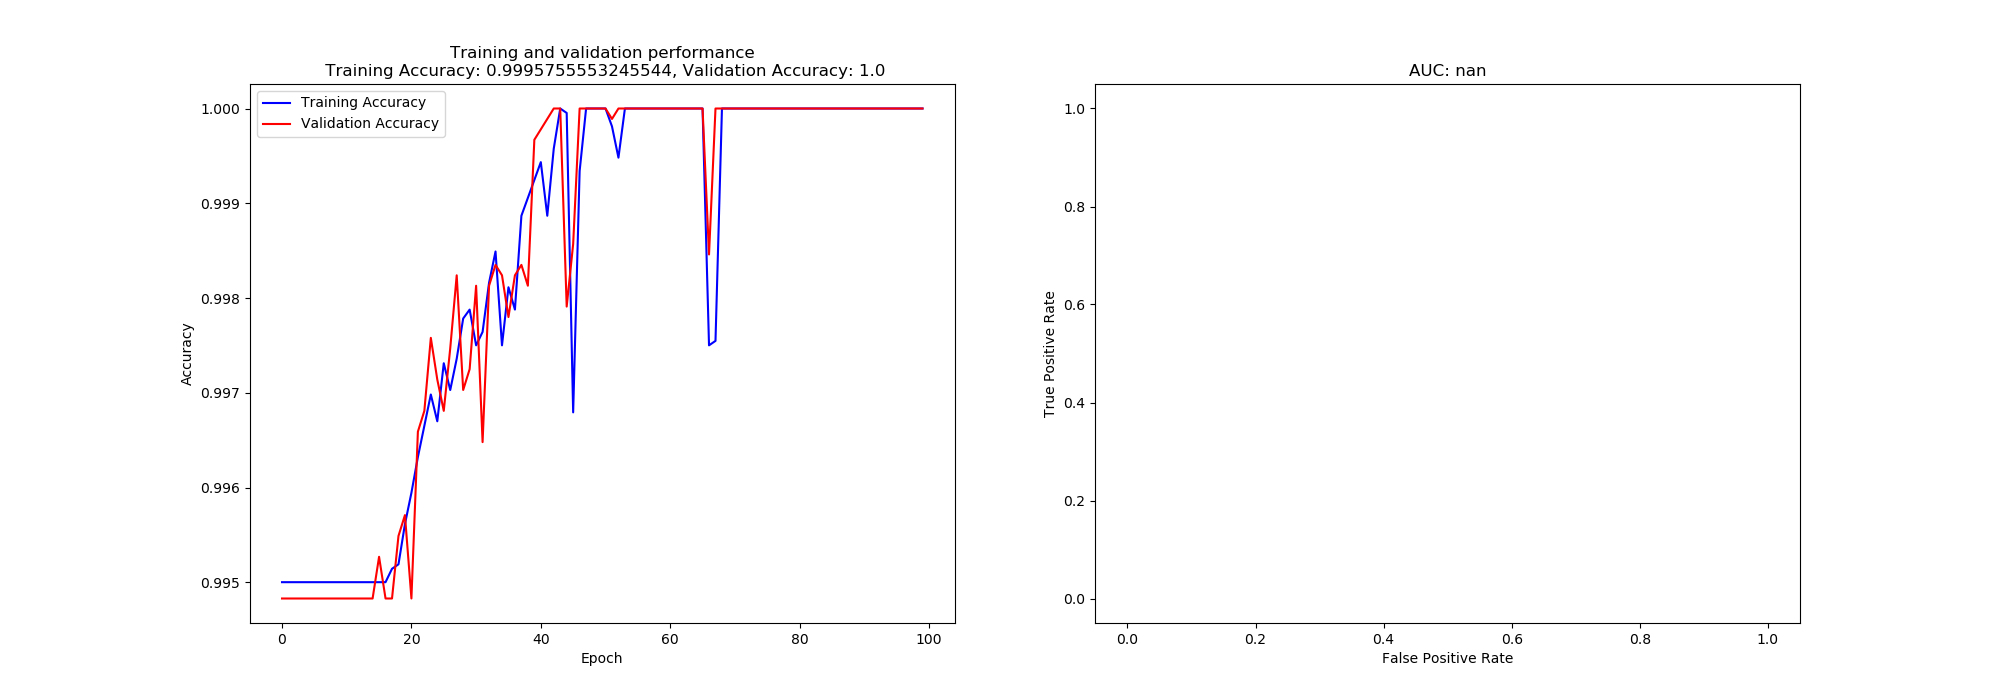 Training and validation performance
Training Accuracy: 0.9995755553245544, Validation Accuracy: 1.0
Training Accuracy
Validation Accuracy
1.000
0.999
0.998
0.997
0.996
0.995
Accuracy
0
20
40
60
80
100
Epoch
AUC: nan
1.0
0.8
0.6
0.4
0.2
0.0
True Positive Rate
0.0
0.2
0.4
0.6
0.8
1.0
False Positive Rate